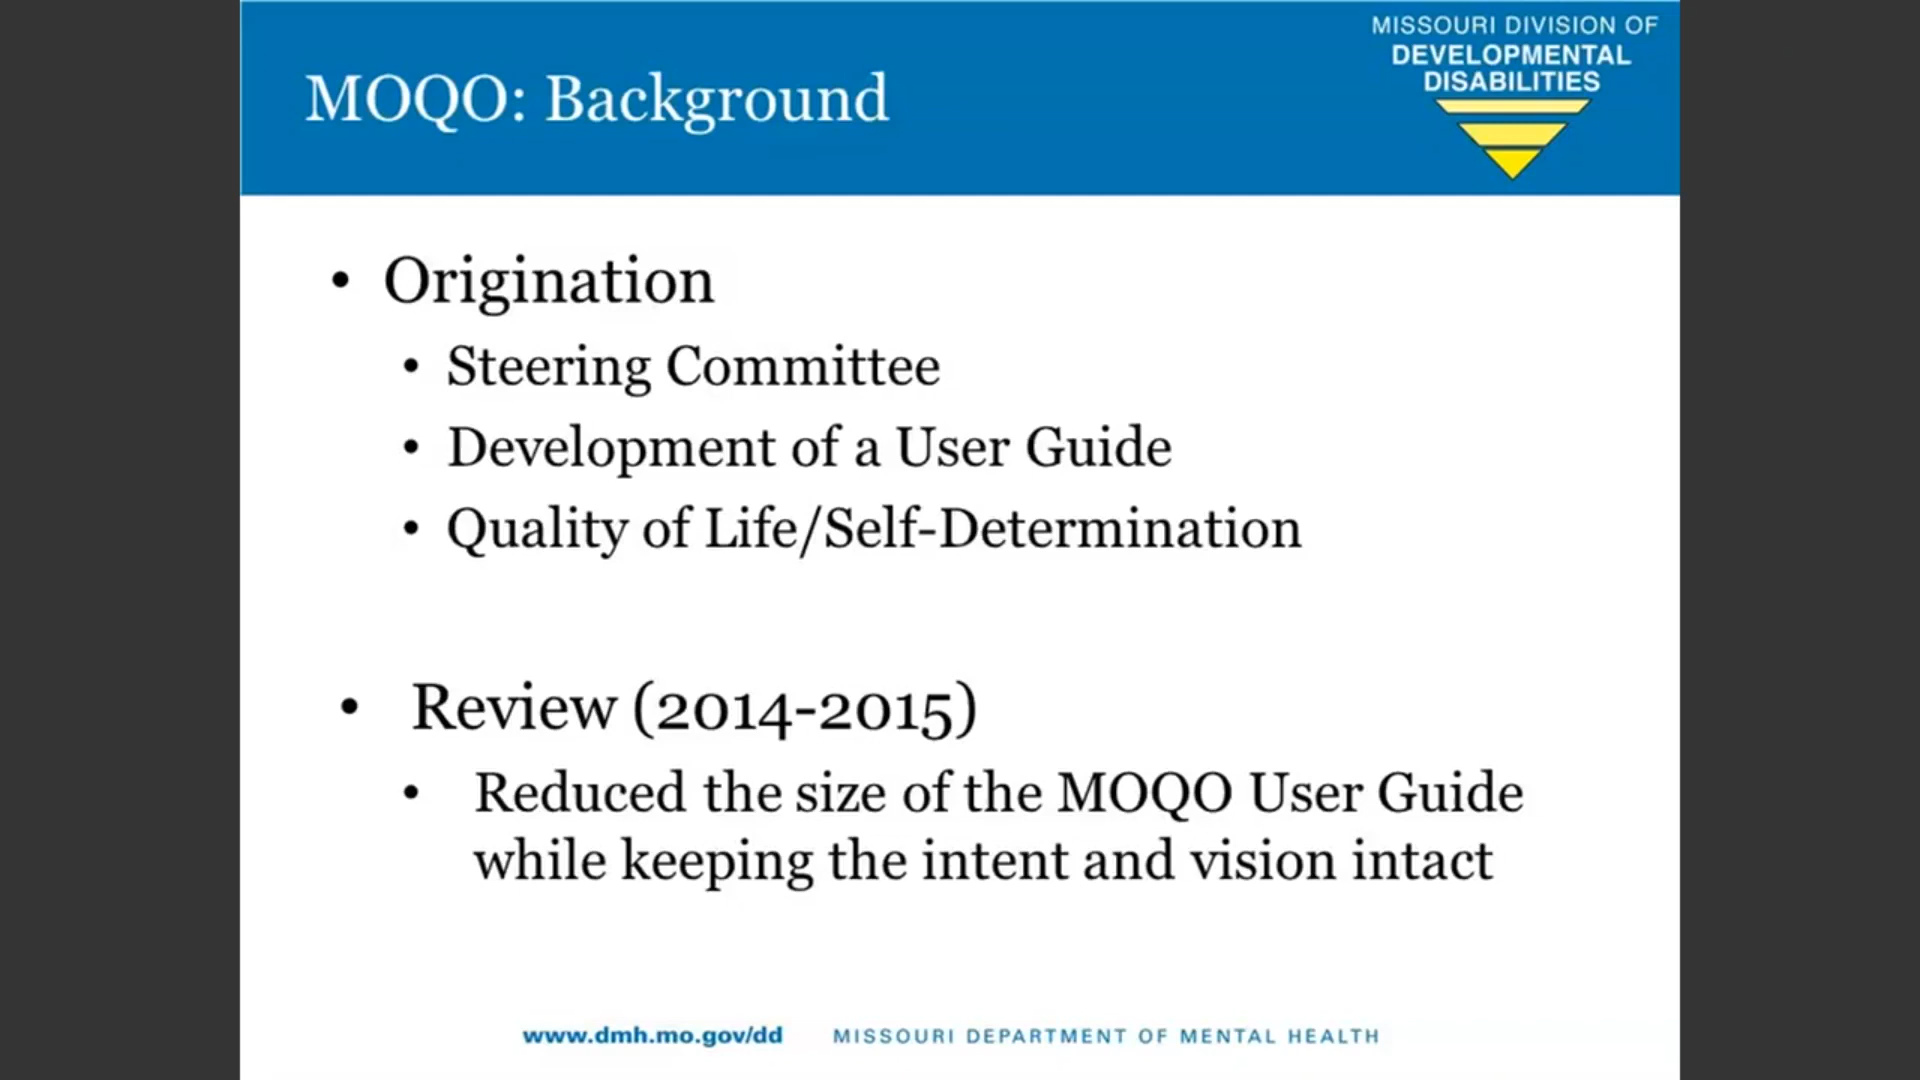 MISSOURI DIVISION OF
DEVELOPMENTAL
DISABILITIES
MOQO: Background
• Origination
• Steering Committee
• Development of a User Guide
• Quality of Life/Self-Determination
• Review (2014-2015)
• Reduced the size of the MOQO User Guide
while keeping the intent and vision intact
www.dmh.mo.gov/dd MISSOURI DEPARTMENT OF MENTAL HEALTH